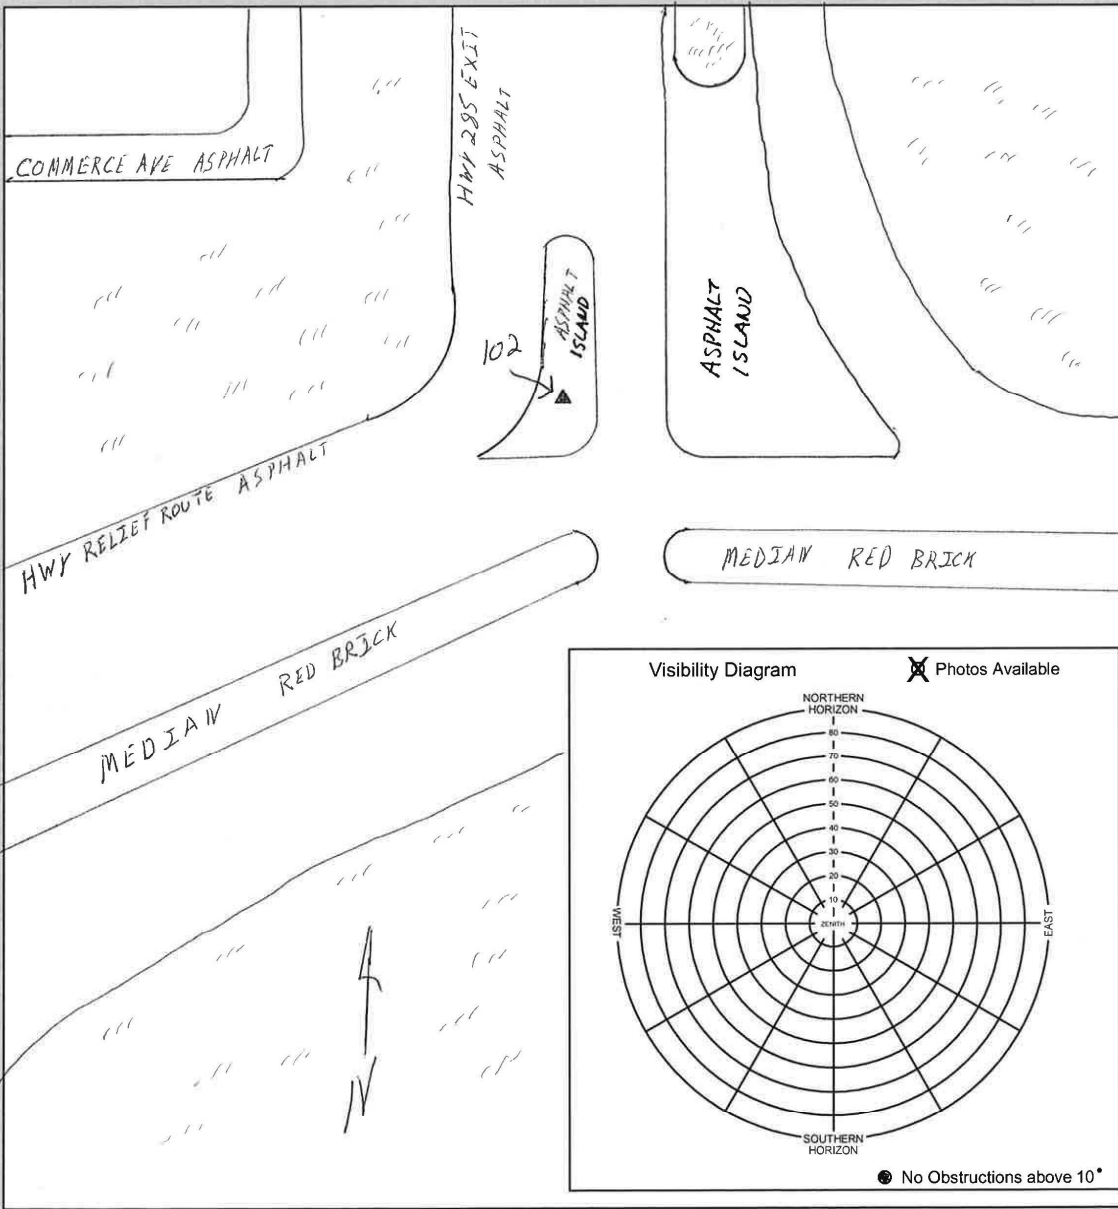 COMMERCE AVE ASPHALT
HWY 285 EXIT
ASPHALT
102
ASPHALT
ISLAND
ASPHALT
ISLAND
HWY RELIEF ROUTE ASPHALT
MEDIAN RED BRICK
MEDIAN RED BRICK
N
Visibility Diagram
X Photos Available
NORTHERN
HORIZON
80
70
60
50
40
30
20
10
ZENITH
WEST
EAST
SOUTHERN
HORIZON
No Obstructions above 10°